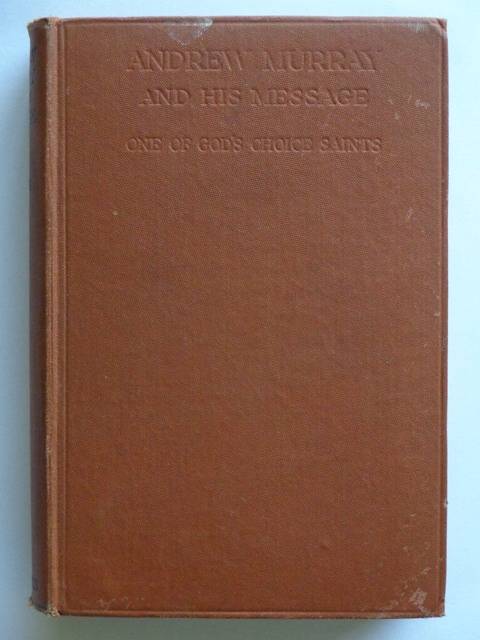 ANDREW MURRAY
AND HIS MESSAGE
ONE OF GOD'S CHOICE SAINTS